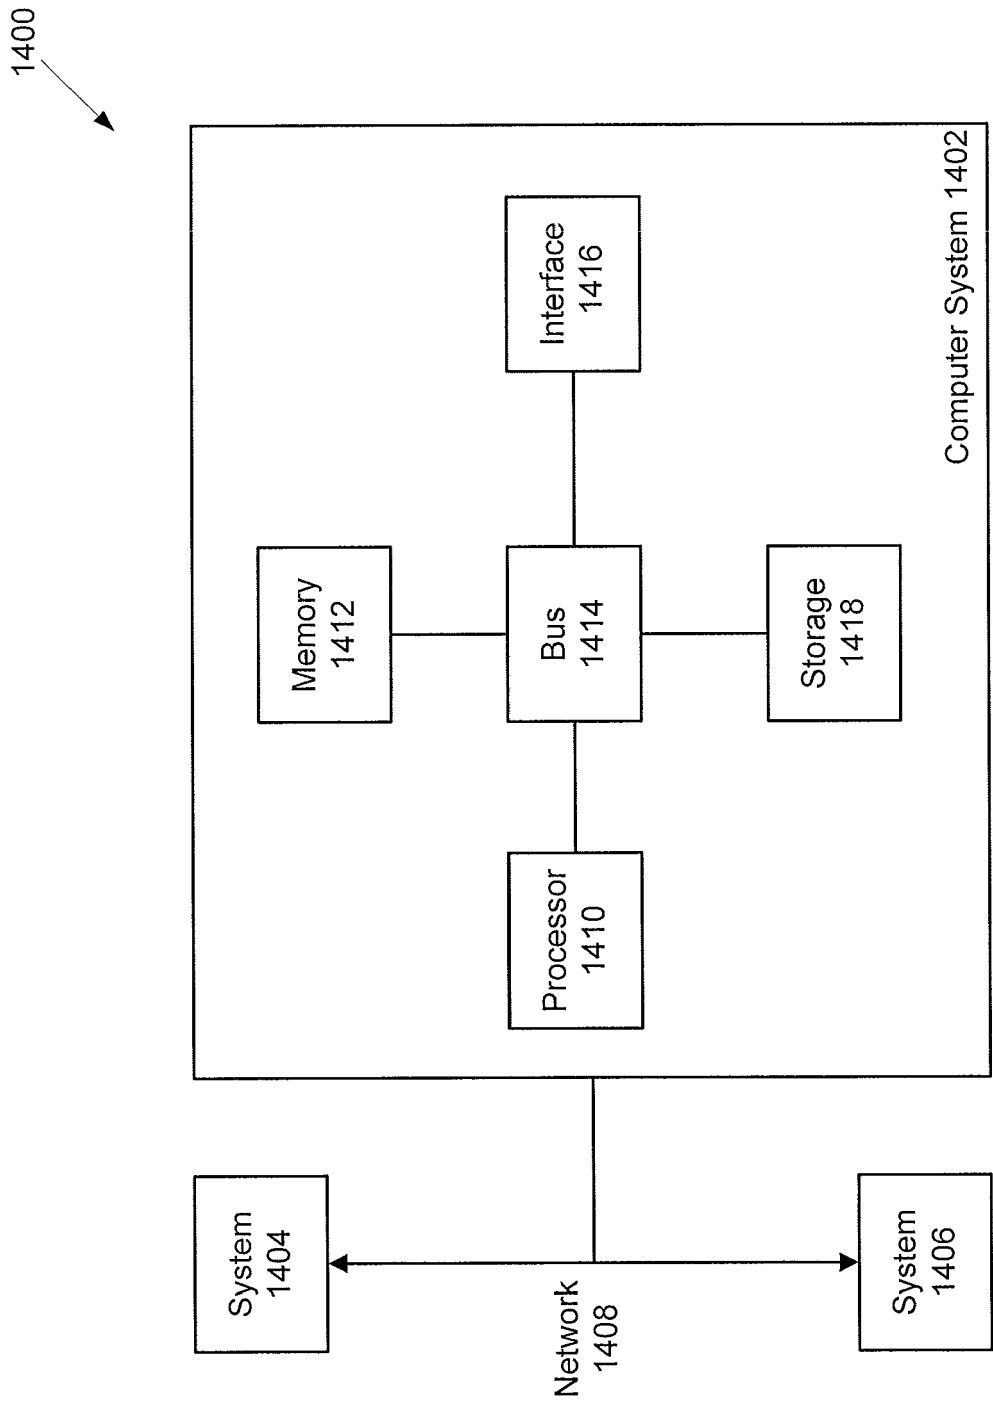 1400
System
1404
Network
1408
System
1406
Memory
1412
Processor
1410
Bus
1414
Interface
1416
Storage
1418
Computer System 1402